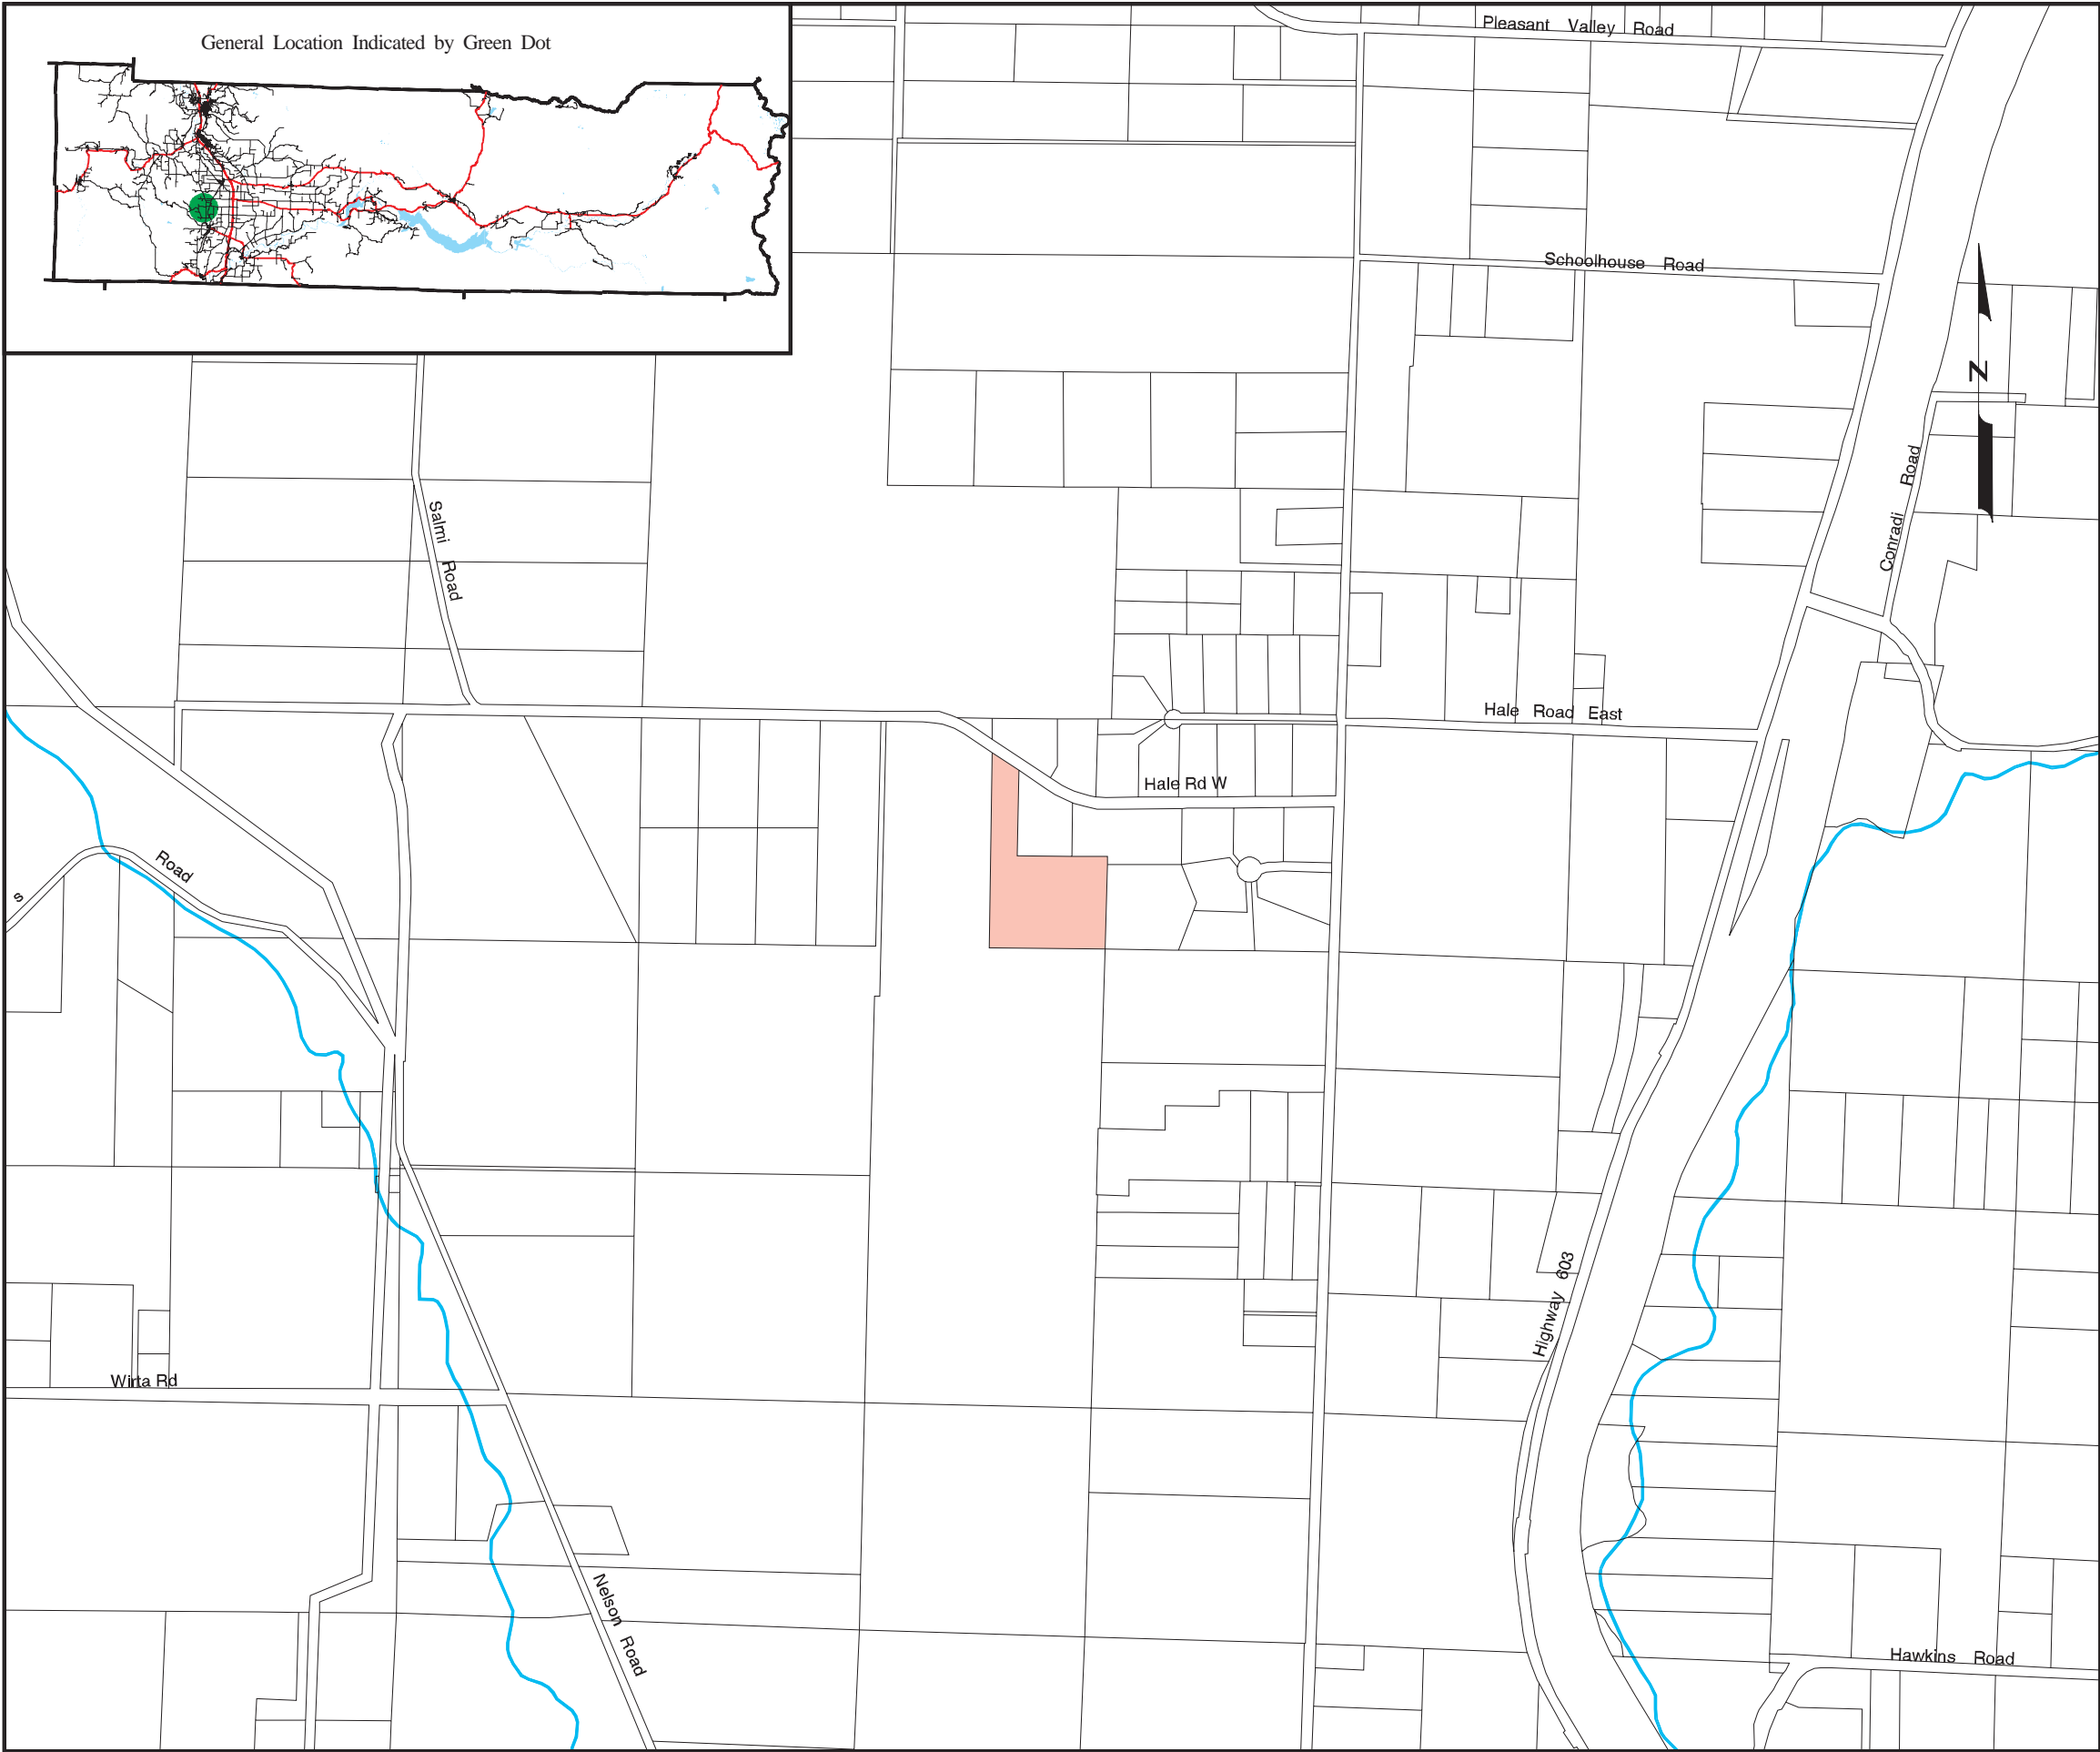 General Location Indicated by Green Dot
Pleasant Valley Road
Schoolhouse Road
N
Conradi Road
Salmi Road
Hale Road East
Hale Rd W
Road
s
Highway 603
Wirta Rd
Nelson Road
Hawkins Road